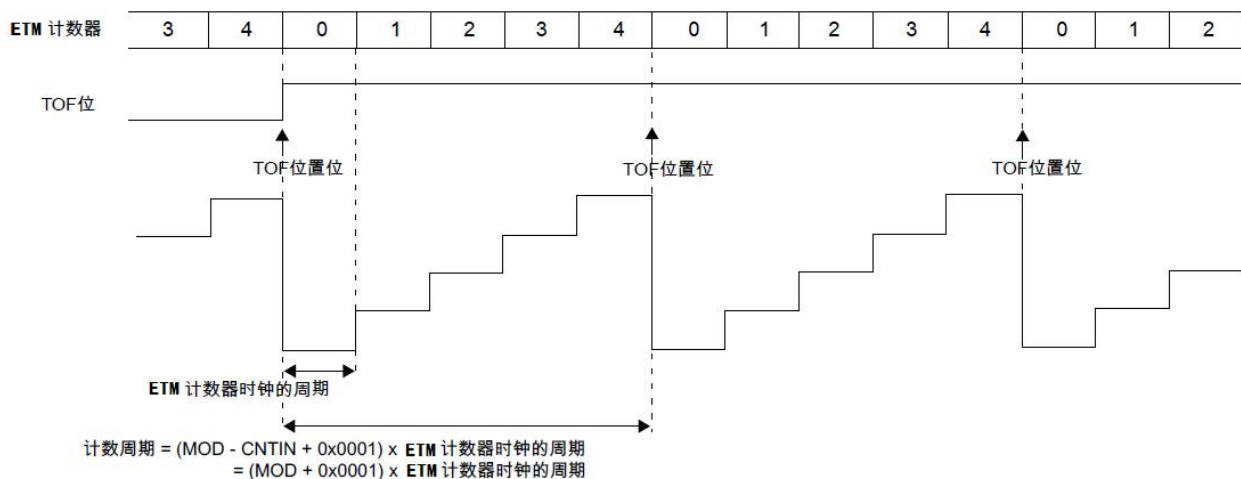 ETM 计数器 3 4 0 1 2 3 4 0 1 2 3 4 0 1 2
TOF位
TOF位置位 TOF位置位 TOF位置位
ETM 计数器时钟的周期
计数周期 = (MOD - CNTIN + 0x0001) x ETM 计数器时钟的周期
= (MOD + 0x0001) x ETM 计数器时钟的周期